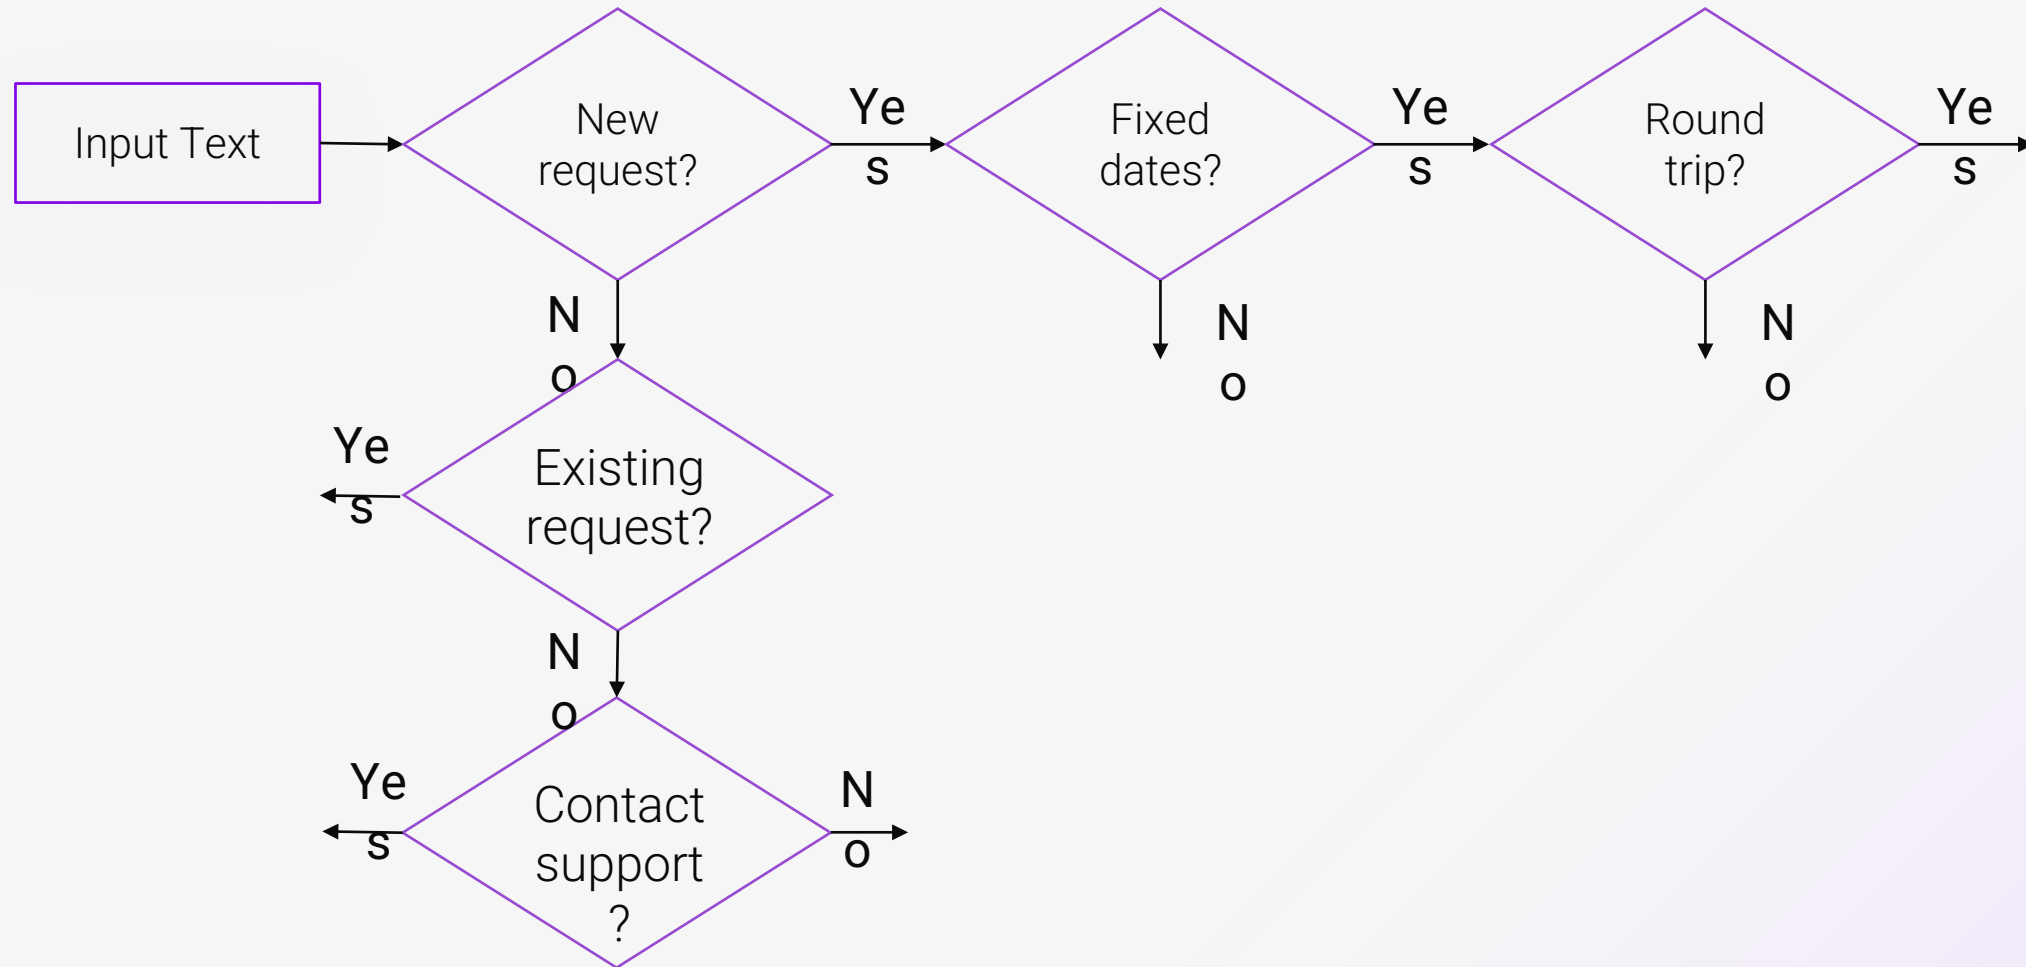 Input Text
New
request?
Ye
s
Fixed
dates?
Ye
s
Round
trip?
Ye
s
N
o
N
o
N
o
Existing
request?
Ye
s
N
o
Contact
support
?
Ye
s
N
o